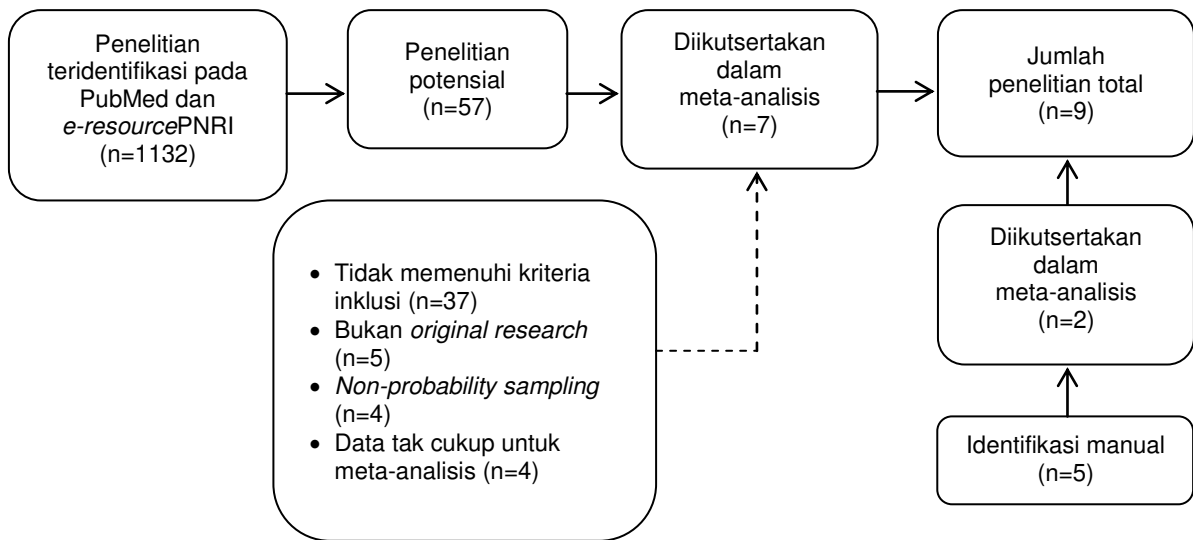 Penelitian
teridentifikasi pada
PubMed dan
e-resourcePNRI
(n=1132)
Penelitian
potensial
(n=57)
Diikutsertakan
dalam
meta-analisis
(n=7)
Jumlah
penelitian total
(n=9)
• Tidak memenuhi kriteria
inklusi (n=37)
• Bukan original research
(n=5)
• Non-probability sampling
(n=4)
• Data tak cukup untuk
meta-analisis (n=4)
Diikutsertakan
dalam
meta-analisis
(n=2)
Identifikasi manual
(n=5)